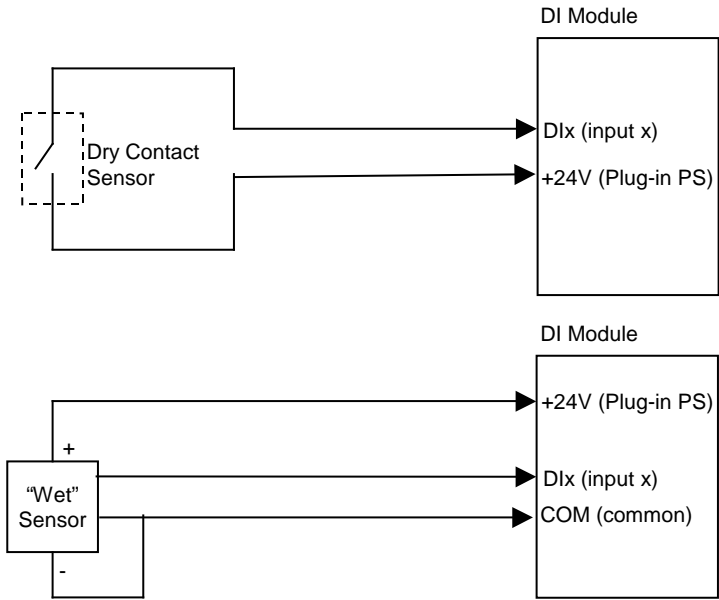 DI Module
DIx (input x)
Dry Contact
Sensor
+24V (Plug-in PS)
DI Module
+24V (Plug-in PS)
+
DIx (input x)
“Wet”
Sensor
COM (common)
-